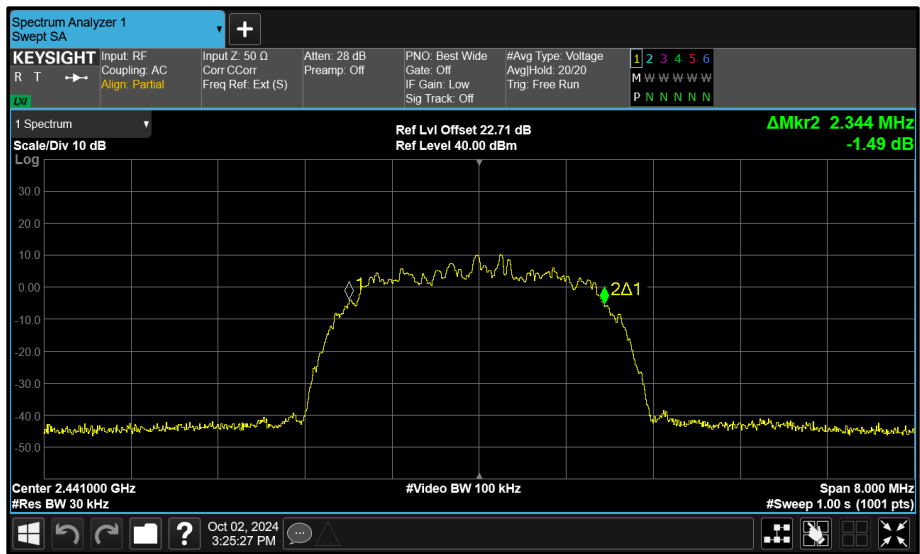 Spectrum Analyzer 1
Swept SA
+
KEYSIGHT
R T
LXI
Input: RF
Coupling: AC
Align: Partial
Input Z: 50 Ω
Corr CCorr
Freq Ref: Ext (S)
Atten: 28 dB
Preamp: Off
PNO: Best Wide
Gate: Off
IF Gain: Low
Sig Track: Off
#Avg Type: Voltage
Avg|Hold: 20/20
Trig: Free Run
1 2 3 4 5 6
M W W W W W
P N N N N N
1 Spectrum
Scale/Div 10 dB
Ref Lvl Offset 22.71 dB
Ref Level 40.00 dBm
ΔMkr2 2.344 MHz
-1.49 dB
Log
30.0
20.0
10.0
0.00
-10.0
-20.0
-30.0
-40.0
-50.0
1
2Δ1
Center 2.441000 GHz
#Video BW 100 kHz
Span 8.000 MHz
#Res BW 30 kHz
#Sweep 1.00 s (1001 pts)
?
Oct 02, 2024
3:25:27 PM